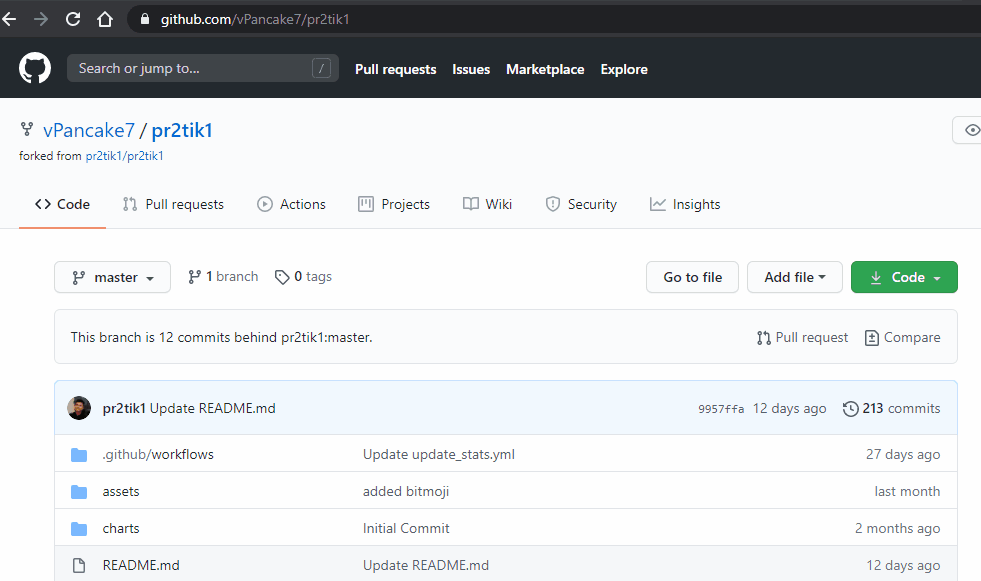 github.com/vPancake7/pr2tik1
Search or jump to... / Pull requests Issues Marketplace Explore
vPancake7 / pr2tik1
forked from pr2tik1/pr2tik1
Code Pull requests Actions Projects Wiki Security Insights
master 1 branch 0 tags Go to file Add file Code
This branch is 12 commits behind pr2tik1:master. Pull request Compare
pr2tik1 Update README.md 9957ffa 12 days ago 213 commits
.github/workflows Update update_stats.yml 27 days ago
assets added bitmoji last month
charts Initial Commit 2 months ago
README.md Update README.md 12 days ago